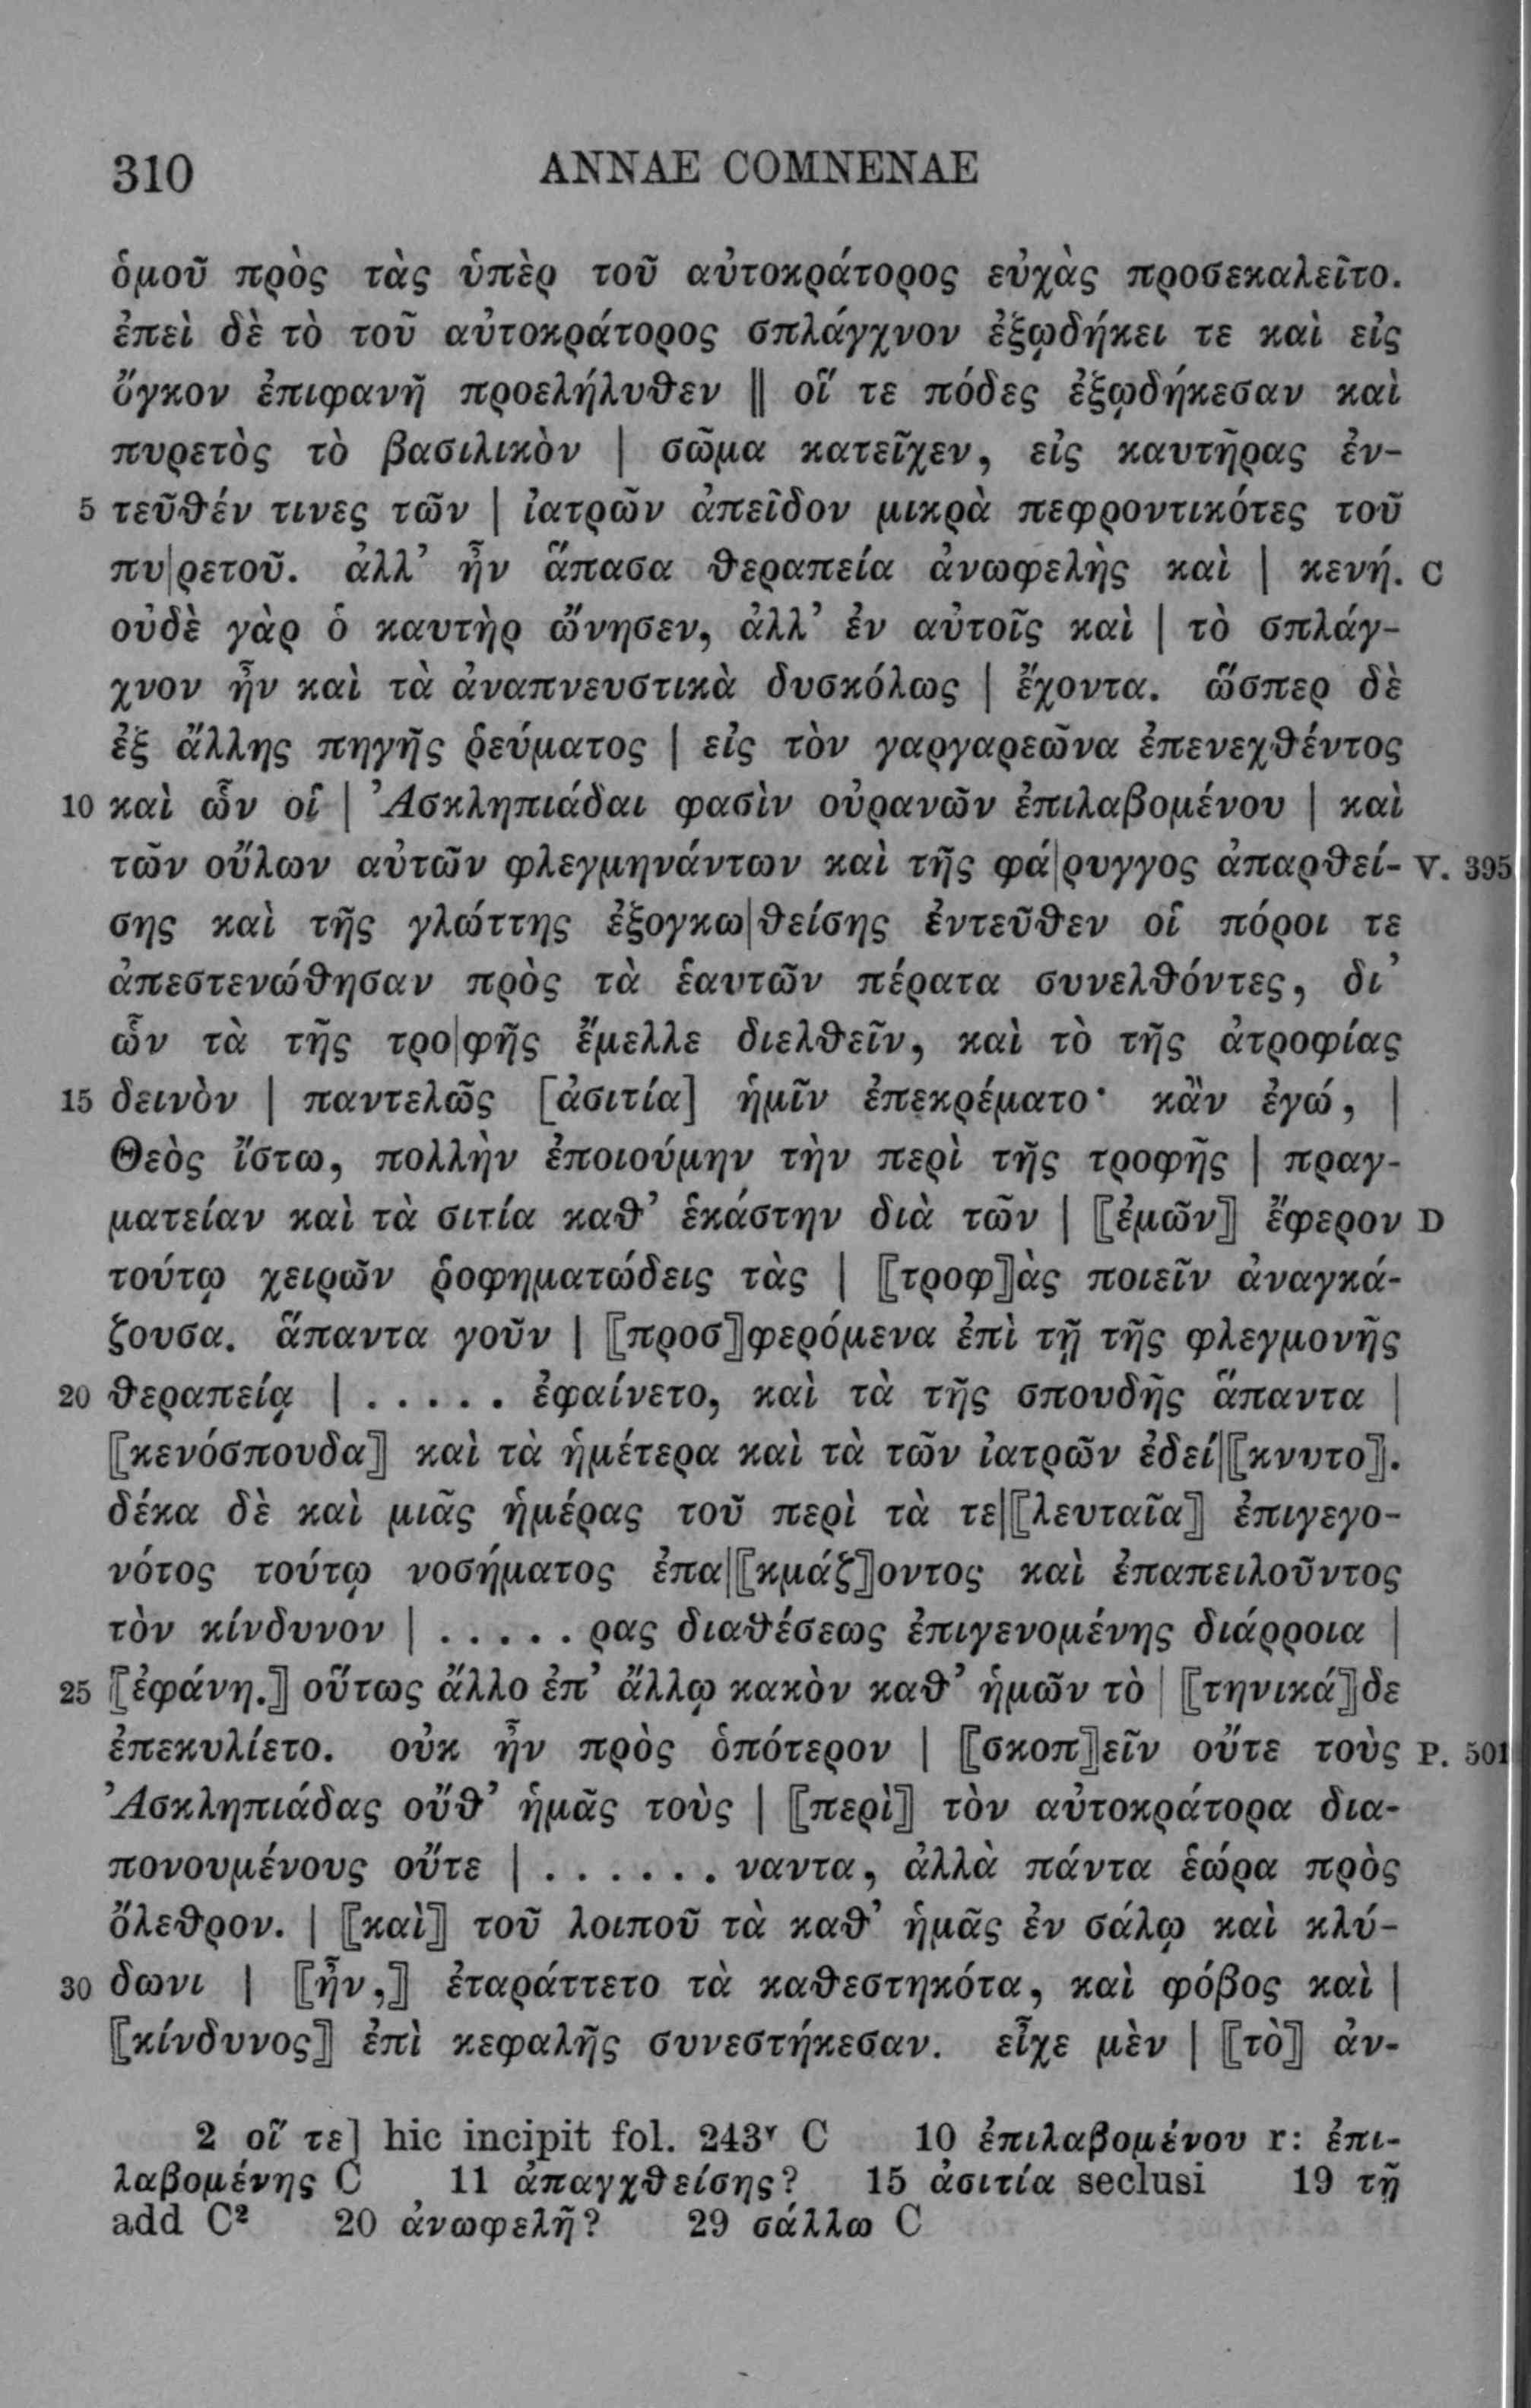 310 ANNAE COMNENAE
ὁμοῦ πρὸς τὰς ὑπὲρ τοῦ αὐτοκράτορος εὐχὰς προσεκαλεῖτο.
ἐπεὶ δὲ τὸ τοῦ αὐτοκράτορος σπλάγχνον ἐξῳδήκει τε καὶ εἰς
ὄγκον ἐπιφανῆ προελήλυθεν || οἵ τε πόδες ἐξῳδήκεσαν καὶ
πυρετὸς τὸ βασιλικὸν | σῶμα κατεῖχεν, εἰς καυτῆρας ἐν-
5 τεῦθέν τινες τῶν | ἰατρῶν ἀπεῖδον μικρὰ πεφροντικότες τοῦ
πυ|ρετοῦ. ἀλλ’ ἦν ἅπασα θεραπεία ἀνωφελὴς καὶ | κενή. C
οὐδὲ γὰρ ὁ καυτὴρ ὤνησεν, ἀλλ’ ἐν αὐτοῖς καὶ | τὸ σπλάγ-
χνον ἦν καὶ τὰ ἀναπνευστικὰ δυσκόλως | ἔχοντα. ὥσπερ δὲ
ἐξ ἄλλης πηγῆς ῥεύματος | εἰς τὸν γαργαρεῶνα ἐπενεχθέντος
10 καὶ ὧν οἱ | Ἀσκληπιάδαι φασὶν οὐρανῶν ἐπιλαβομένου | καὶ
τῶν οὔλων αὐτῶν φλεγμηνάντων καὶ τῆς φά|ρυγγος ἀπαρθεί- V. 395
σης καὶ τῆς γλώττης ἐξογκω|θείσης ἐντεῦθεν οἱ πόροι τε
ἀπεστενώθησαν πρὸς τὰ ἑαυτῶν πέρατα συνελθόντες, δι’
ὧν τὰ τῆς τρο|φῆς ἔμελλε διελθεῖν, καὶ τὸ τῆς ἀτροφίας
15 δεινὸν | παντελῶς [ἀσιτία] ἡμῖν ἐπεκρέματο· κἂν ἐγώ, |
Θεὸς ἴστω, πολλὴν ἐποιούμην τὴν περὶ τῆς τροφῆς | πραγ-
ματείαν καὶ τὰ σιτία καθ’ ἑκάστην διὰ τῶν | ⟦ἐμῶν⟧ ἔφερον D
τούτῳ χειρῶν ῥοφηματώδεις τὰς | ⟦τροφ⟧ὰς ποιεῖν ἀναγκά-
ζουσα. ἅπαντα γοῦν | ⟦προσ⟧φερόμενα ἐπὶ τῇ τῆς φλεγμονῆς
20 θεραπείᾳ | . . . . . ἐφαίνετο, καὶ τὰ τῆς σπουδῆς ἅπαντα |
⟦κενόσπουδα⟧ καὶ τὰ ἡμέτερα καὶ τὰ τῶν ἰατρῶν ἐδεί|⟦κνυτο⟧.
δέκα δὲ καὶ μιᾶς ἡμέρας τοῦ περὶ τὰ τε|⟦λευταῖα⟧ ἐπιγεγο-
νότος τούτῳ νοσήματος ἐπα|⟦κμάζ⟧οντος καὶ ἐπαπειλοῦντος
τὸν κίνδυνον | . . . . . ρας διαθέσεως ἐπιγενομένης διάρροια |
25 ⟦ἐφάνη.⟧ οὕτως ἄλλο ἐπ’ ἄλλῳ κακὸν καθ’ ἡμῶν τὸ | ⟦τηνικά⟧δε
ἐπεκυλίετο. οὐκ ἦν πρὸς ὁπότερον | ⟦σκοπ⟧εῖν οὔτε τοὺς P. 501
Ἀσκληπιάδας οὔθ’ ἡμᾶς τοὺς | ⟦περὶ⟧ τὸν αὐτοκράτορα δια-
πονουμένους οὔτε | . . . . . . ναντα, ἀλλὰ πάντα ἑώρα πρὸς
ὄλεθρον. | ⟦καὶ⟧ τοῦ λοιποῦ τὰ καθ’ ἡμᾶς ἐν σάλῳ καὶ κλύ-
30 δωνι | ⟦ἦν,⟧ ἐταράττετο τὰ καθεστηκότα, καὶ φόβος καὶ |
⟦κίνδυνος⟧ ἐπὶ κεφαλῆς συνεστήκεσαν. εἶχε μὲν | ⟦τὸ⟧ ἀν-
2 οἵ τε] hic incipit fol. 243ʳ C 10 ἐπιλαβομένου r: ἐπι-
λαβομένης C 11 ἀπαγχθείσης? 15 ἀσιτία seclusi 19 τῇ
add C² 20 ἀνωφελῆ? 29 σάλλω C